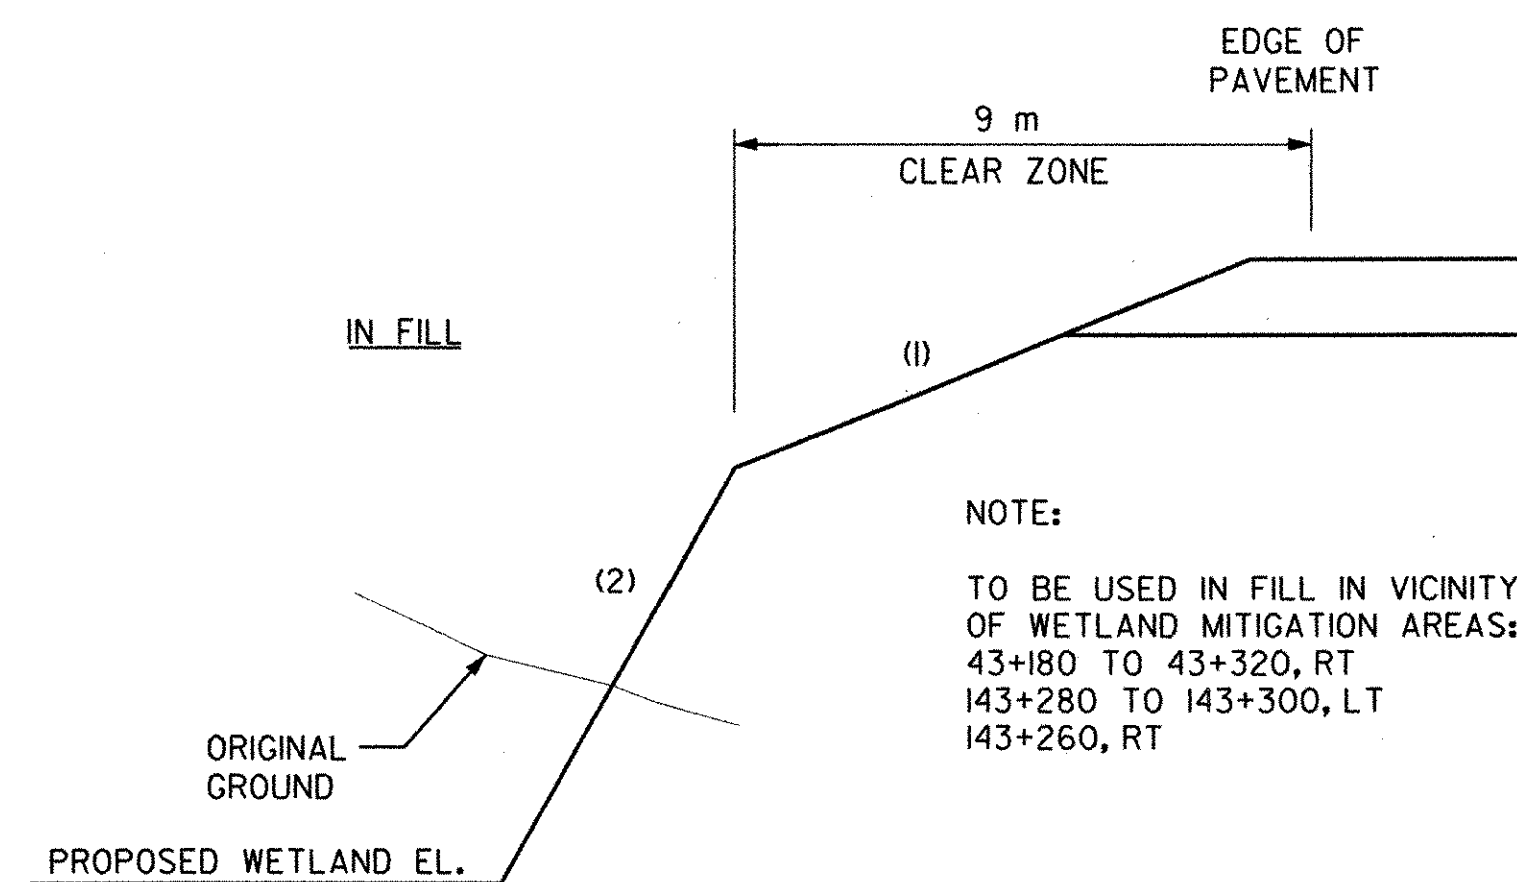 EDGE OF
PAVEMENT
9 m
CLEAR ZONE
IN FILL
(1)
NOTE:
(2)
TO BE USED IN FILL IN VICINITY
OF WETLAND MITIGATION AREAS:
43+180 TO 43+320, RT
143+280 TO 143+300, LT
143+260, RT
ORIGINAL
GROUND
PROPOSED WETLAND EL.